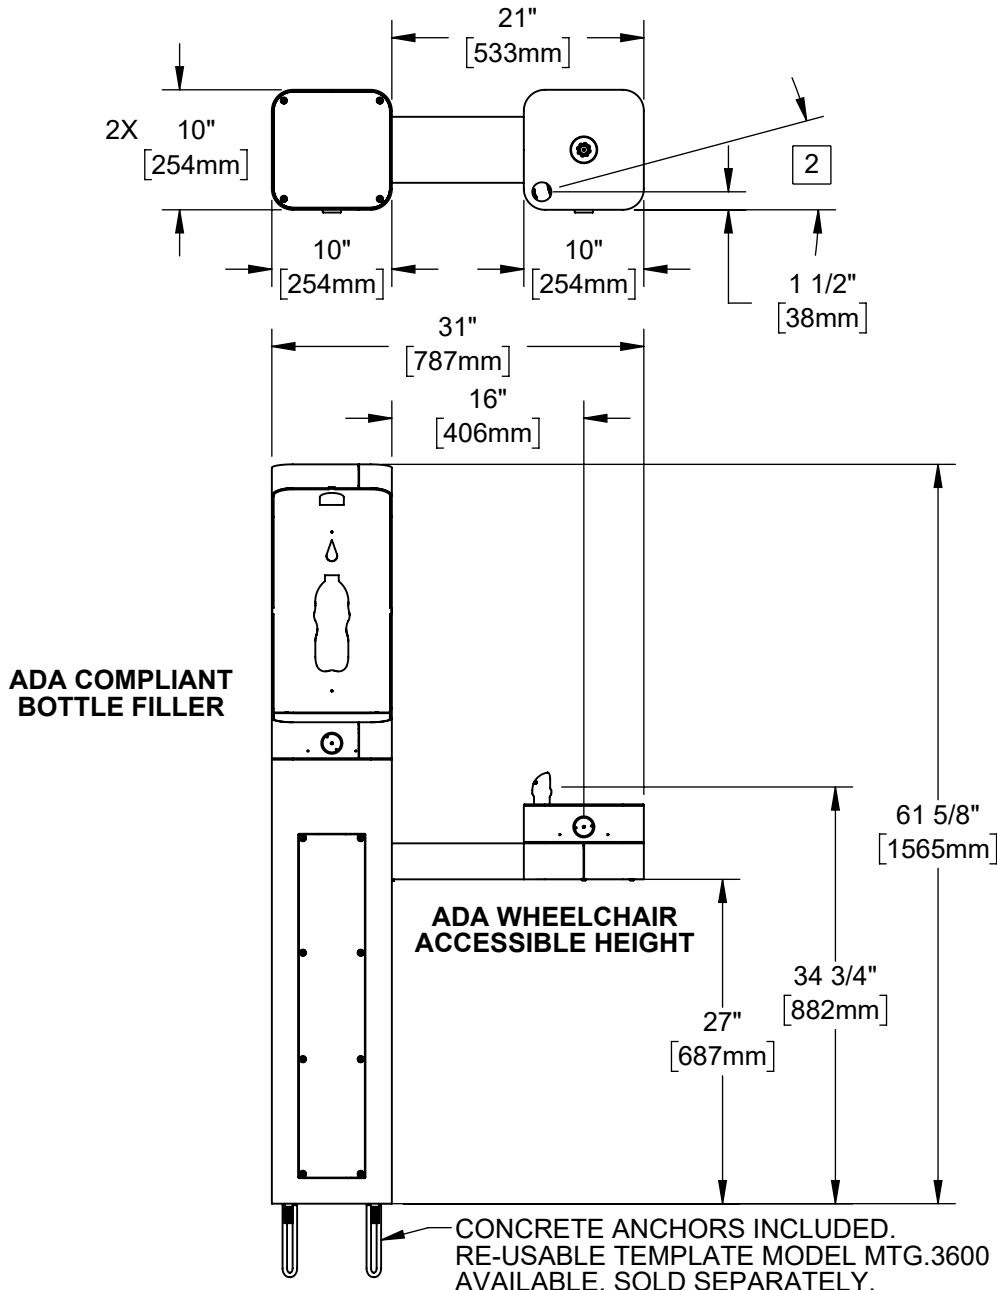 21"
[533mm]
2X 10"
[254mm]
2
10"
[254mm]
10"
[254mm]
1 1/2"
[38mm]
31"
[787mm]
16"
[406mm]
ADA COMPLIANT
BOTTLE FILLER
61 5/8"
[1565mm]
ADA WHEELCHAIR
ACCESSIBLE HEIGHT
34 3/4"
[882mm]
27"
[687mm]
CONCRETE ANCHORS INCLUDED.
RE-USABLE TEMPLATE MODEL MTG.3600
AVAILABLE. SOLD SEPARATELY.